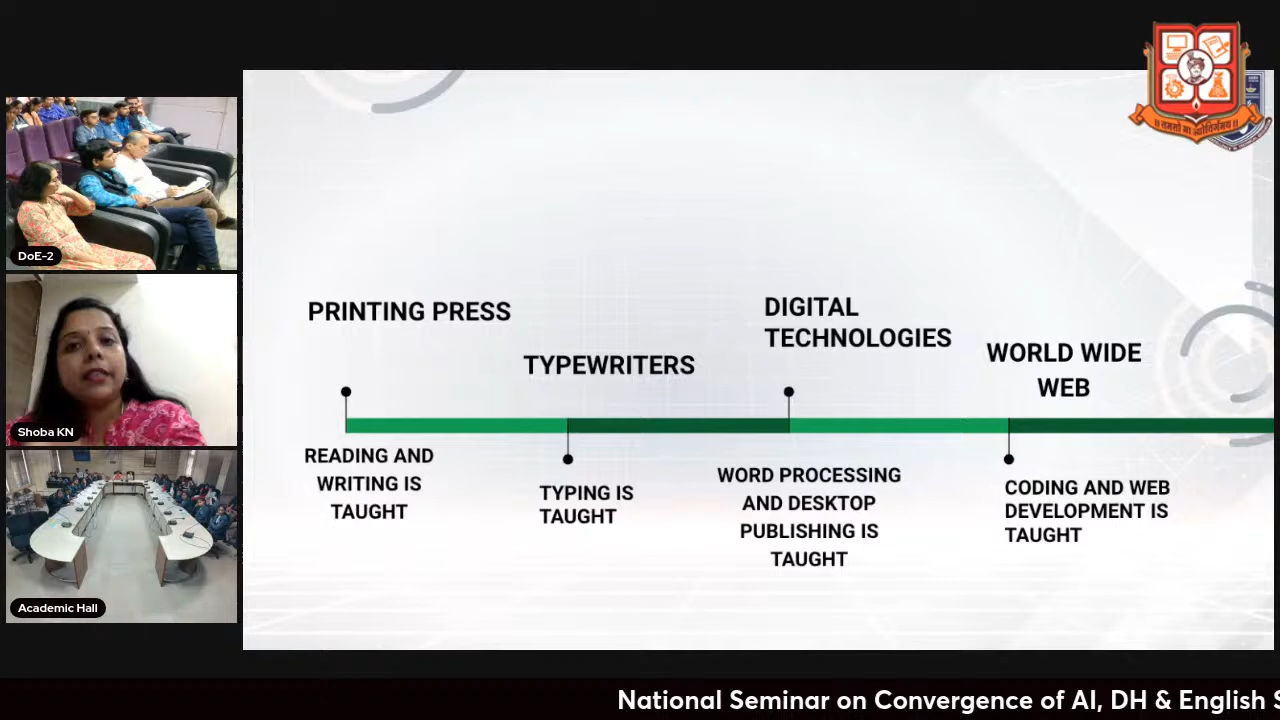 DoE-2
Shoba KN
Academic Hall
॥ तमसो मा ज्योतिर्गमय ॥
PRINTING PRESS
TYPEWRITERS
DIGITAL
TECHNOLOGIES
WORLD WIDE
WEB
READING AND
WRITING IS
TAUGHT
TYPING IS
TAUGHT
WORD PROCESSING
AND DESKTOP
PUBLISHING IS
TAUGHT
CODING AND WEB
DEVELOPMENT IS
TAUGHT
National Seminar on Convergence of AI, DH & English S